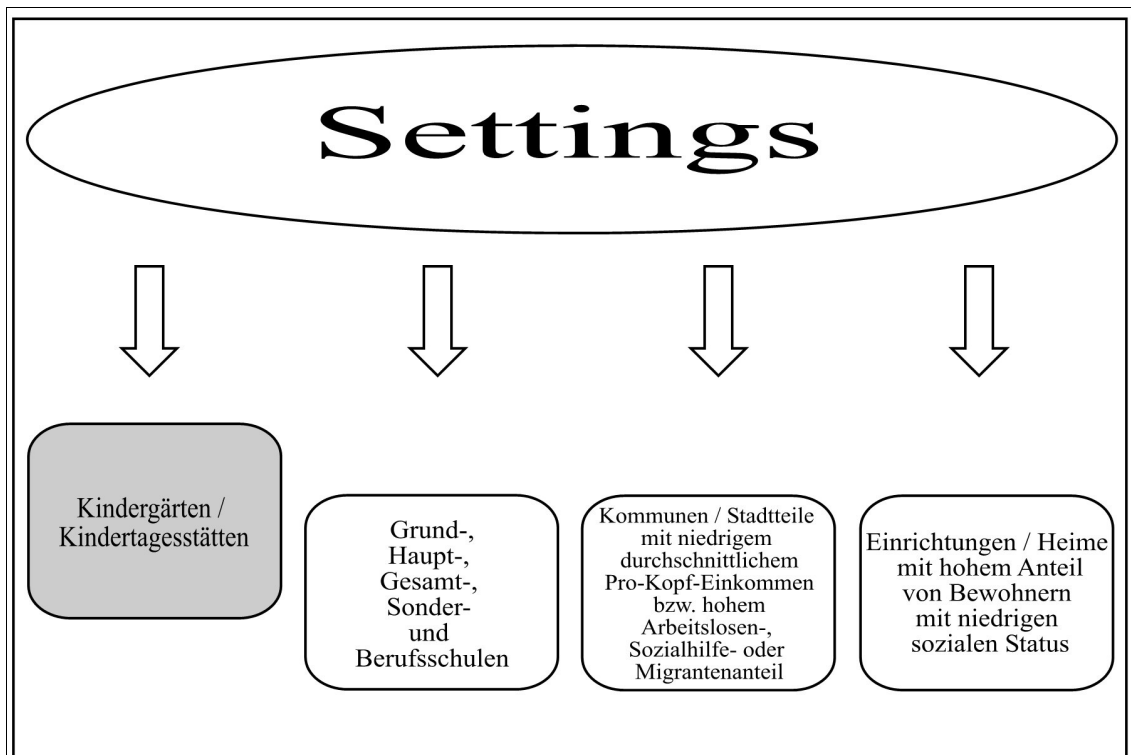 Settings
Kindergärten /
Kindertagesstätten
Grund-,
Haupt-,
Gesamt-,
Sonder-
und
Berufsschulen
Kommunen / Stadtteile
mit niedrigem
durchschnittlichem
Pro-Kopf-Einkommen
bzw. hohem
Arbeitslosen-,
Sozialhilfe- oder
Migrantenanteil
Einrichtungen / Heime
mit hohem Anteil
von Bewohnern
mit niedrigen
sozialen Status